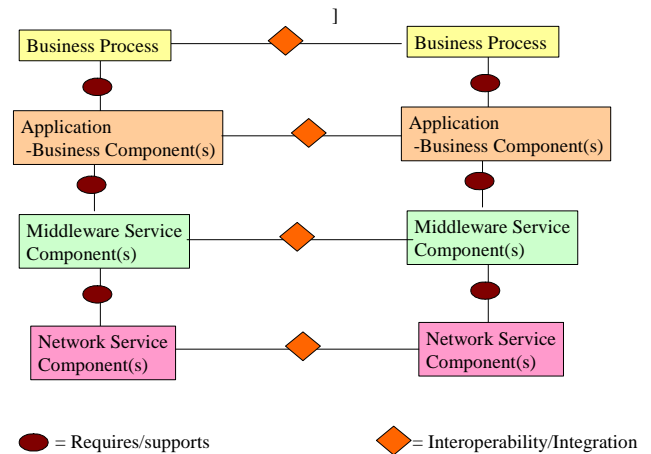 ]
Business Process
Business Process
Application
-Business Component(s)
Application
-Business Component(s)
Middleware Service
Component(s)
Middleware Service
Component(s)
Network Service
Component(s)
Network Service
Component(s)
= Requires/supports
= Interoperability/Integration